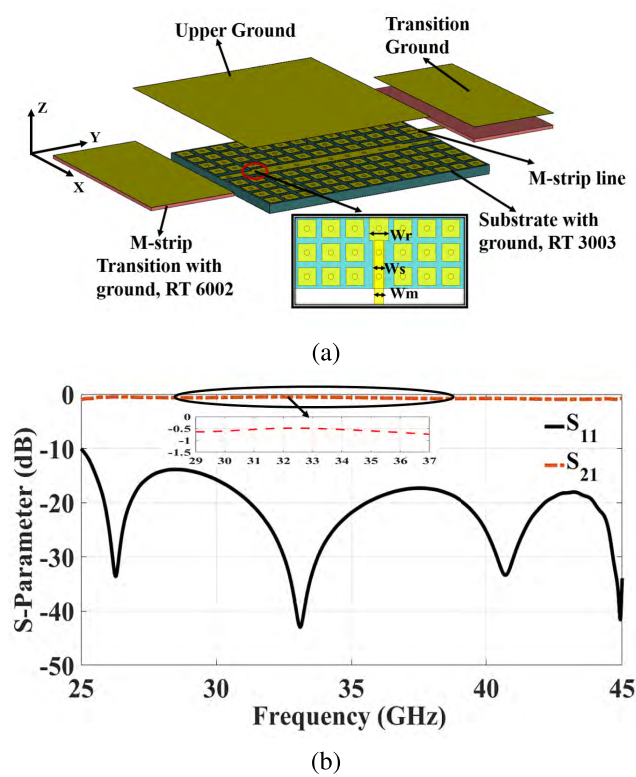 Upper Ground
Transition
Ground
Z
Y
X
M-strip line
Substrate with
ground, RT 3003
M-strip
Transition with
ground, RT 6002
Wr
Ws
Wm
(a)
S-Parameter (dB)
0
-10
-20
-30
-40
-50
0
-0.5
-1
-1.5
29 30 31 32 33 34 35 36 37
S11
S21
25 30 35 40 45
Frequency (GHz)
(b)